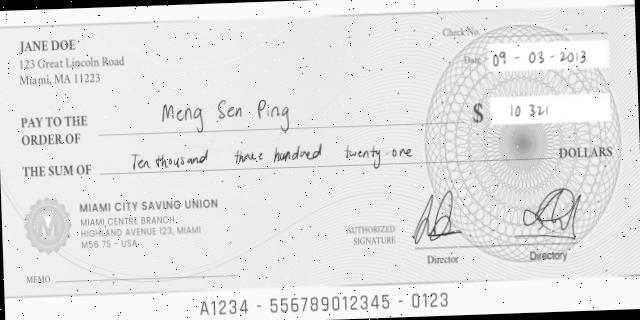 Check No.
JANE DOE
123 Great Lincoln Road
Miami, MA 11223
Date 09 - 03 - 2013
PAY TO THE
ORDER OF Meng Sen Ping $ 10 321
THE SUM OF Ten thousand three hundred twenty-one DOLLARS
M
MIAMI CITY SAVING UNION
MIAMI CENTRE BRANCH,
HIGHLAND AVENUE 123, MIAMI
M56 7S - USA
AUTHORIZED
SIGNATURE
Director Directory
MEMO
A1234 - 556789012345 - 0123